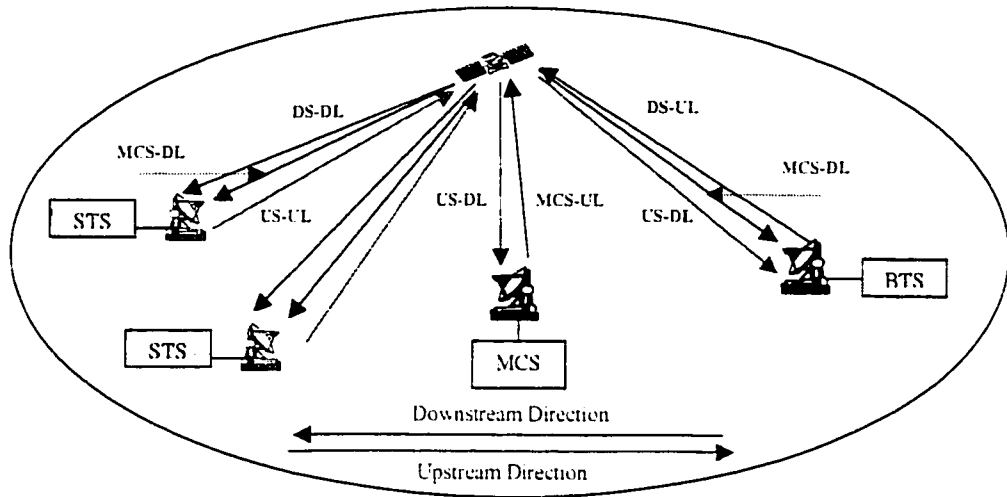 DS-DL
DS-UL
MCS-DL
MCS-DL
STS
US-UL
US-DL
MCS-UL
US-DL
BTS
STS
MCS
Downstream Direction
Upstream Direction